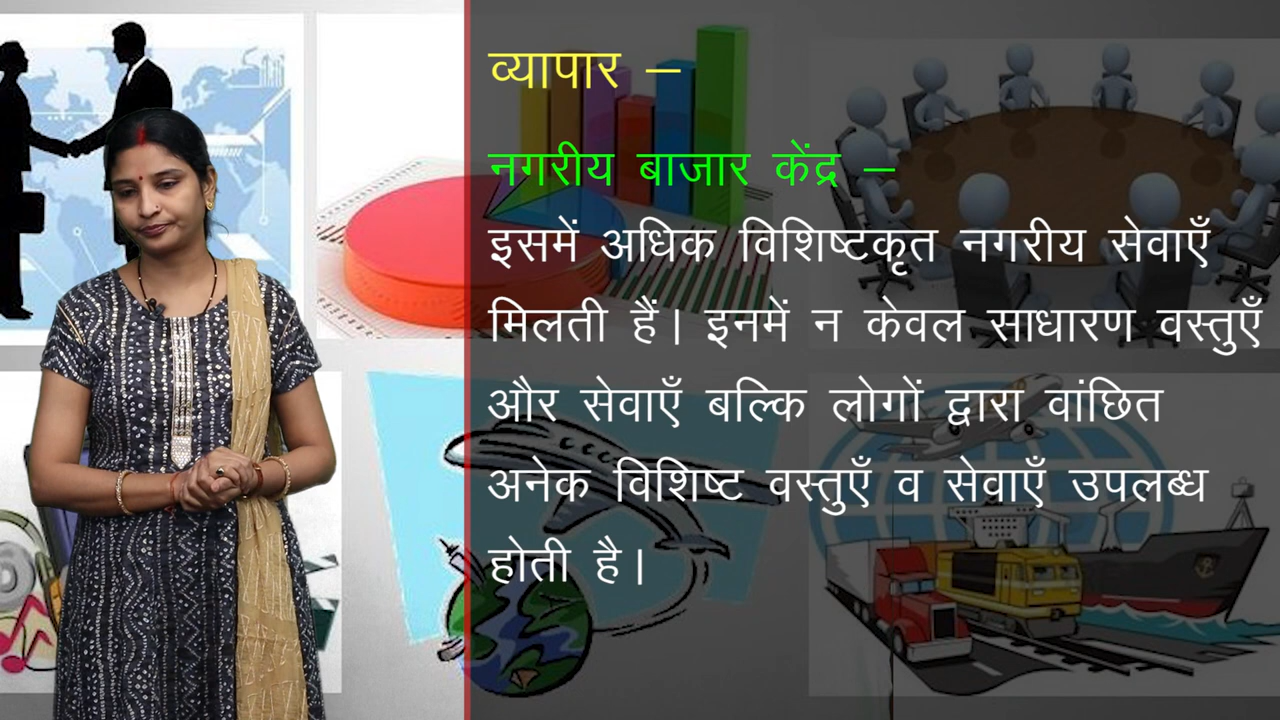 व्यापार –
नगरीय बाजार केंद्र –
इसमें अधिक विशिष्टकृत नगरीय सेवाएँ
मिलती हैं। इनमें न केवल साधारण वस्तुएँ
और सेवाएँ बल्कि लोगों द्वारा वांछित
अनेक विशिष्ट वस्तुएँ व सेवाएँ उपलब्ध
होती है।